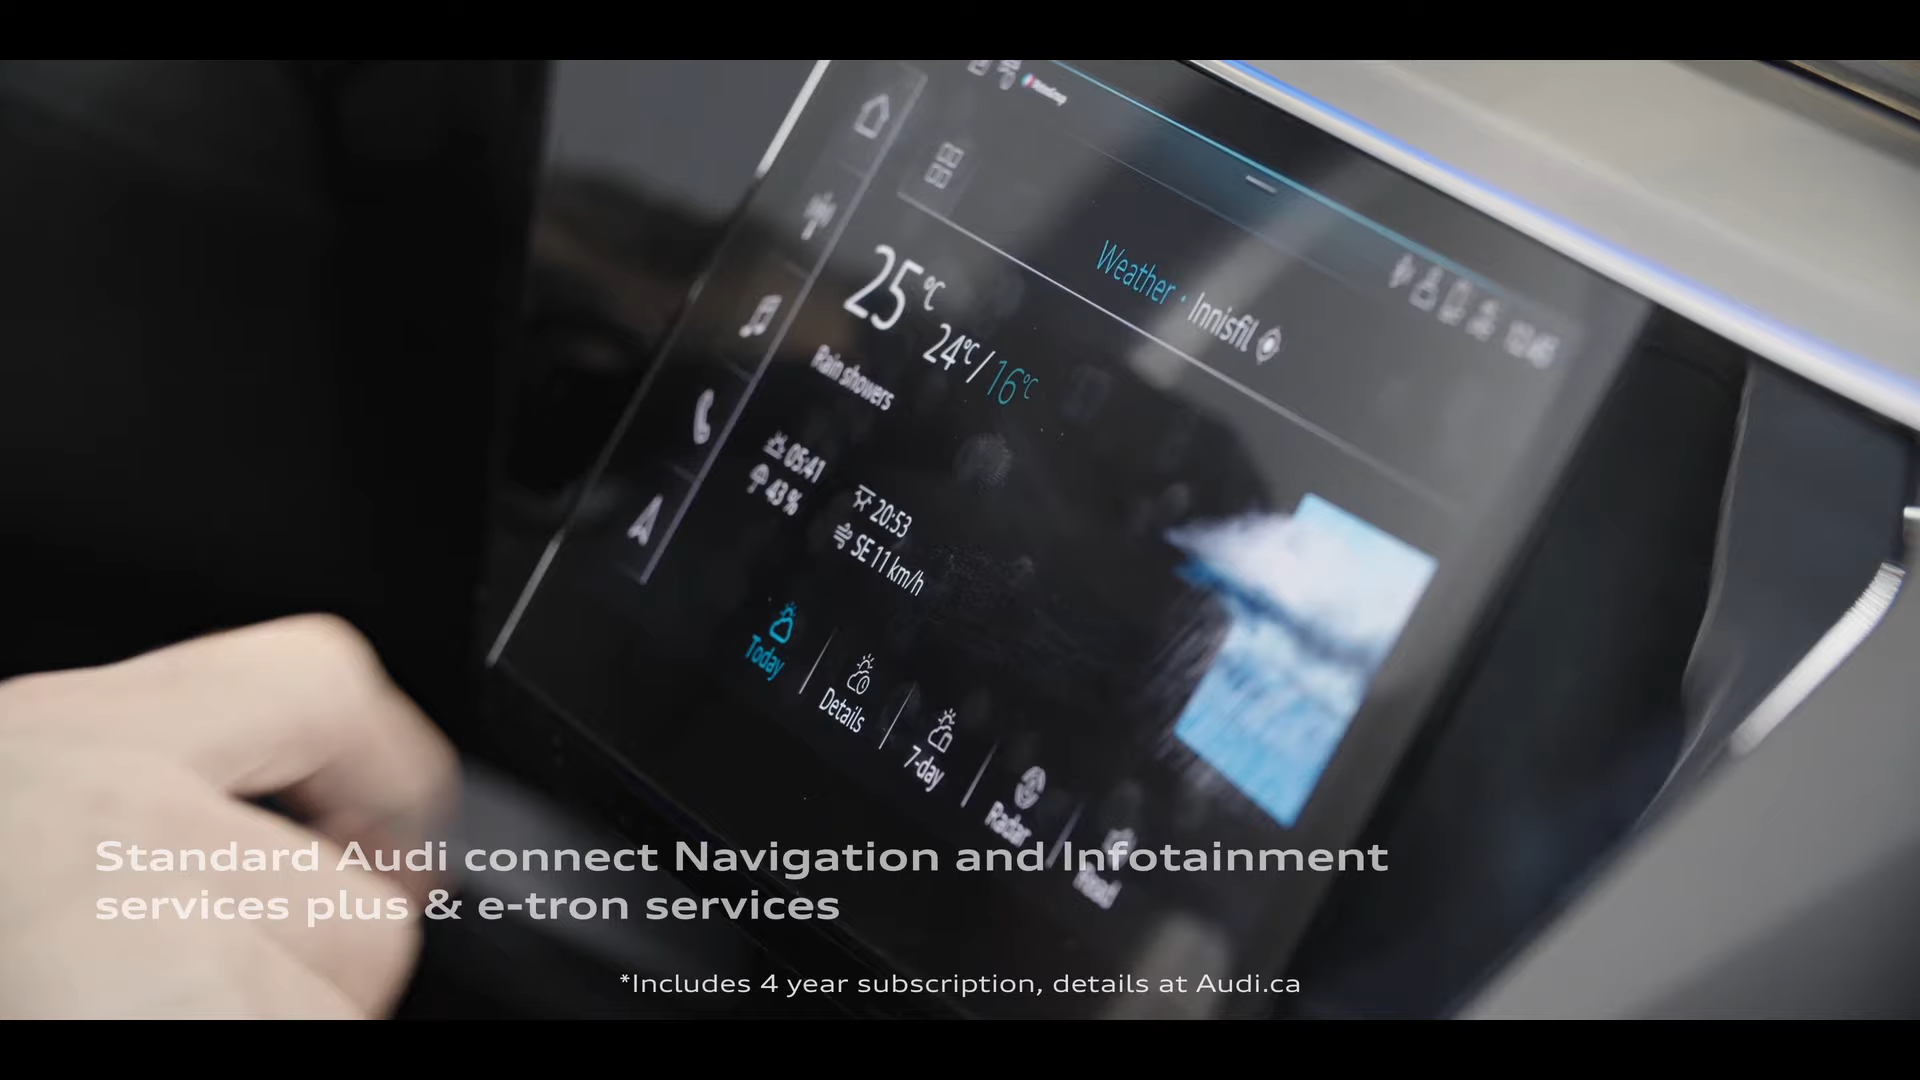 Weather · Innisfil
25 °C
24°C/16°C
Rain showers
05:41
20:53
43 %
SE 11 km/h
Today
Details
7-day
Radar
Standard Audi connect Navigation and Infotainment
services plus & e-tron services
*Includes 4 year subscription, details at Audi.ca